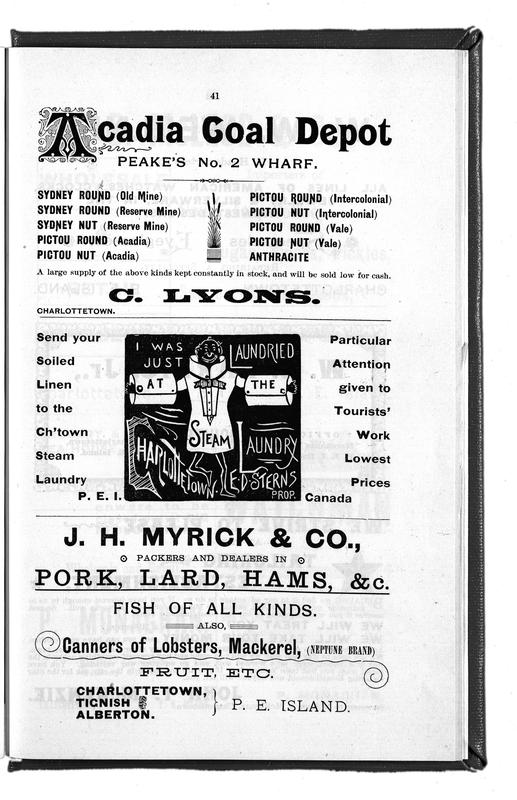 41
Acadia Coal Depot
PEAKE'S No. 2 WHARF.
SYDNEY ROUND (Old Mine)
SYDNEY ROUND (Reserve Mine)
SYDNEY NUT (Reserve Mine)
PICTOU ROUND (Acadia)
PICTOU NUT (Acadia)
PICTOU ROUND (Intercolonial)
PICTOU NUT (Intercolonial)
PICTOU ROUND (Vale)
PICTOU NUT (Vale)
ANTHRACITE
A large supply of the above kinds kept constantly in stock, and will be sold low for cash.
C. LYONS.
CHARLOTTETOWN.
Send your
Soiled
Linen
to the
Ch'town
Steam
Laundry
P. E. I.
I WAS
JUST LAUNDRIED
AT THE
STEAM
CHARLOTTETOWN LAUNDRY
E.D. STERNS
PROP.
Particular
Attention
given to
Tourists'
Work
Lowest
Prices
Canada
J. H. MYRICK & CO.,
PACKERS AND DEALERS IN
PORK, LARD, HAMS, &c.
FISH OF ALL KINDS.
ALSO,
Canners of Lobsters, Mackerel, (NEPTUNE BRAND)
FRUIT, ETC.
CHARLOTTETOWN,
TIGNISH &
ALBERTON.
P. E. ISLAND.